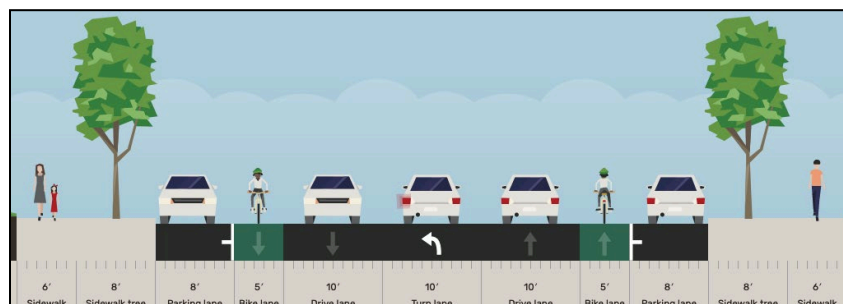 6′ 8′ 8′ 5′ 10′ 10′ 10′ 5′ 8′ 8′ 6′
Sidewalk Sidewalk tree Parking lane Bike lane Drive lane Turn lane Drive lane Bike lane Parking lane Sidewalk tree Sidewalk